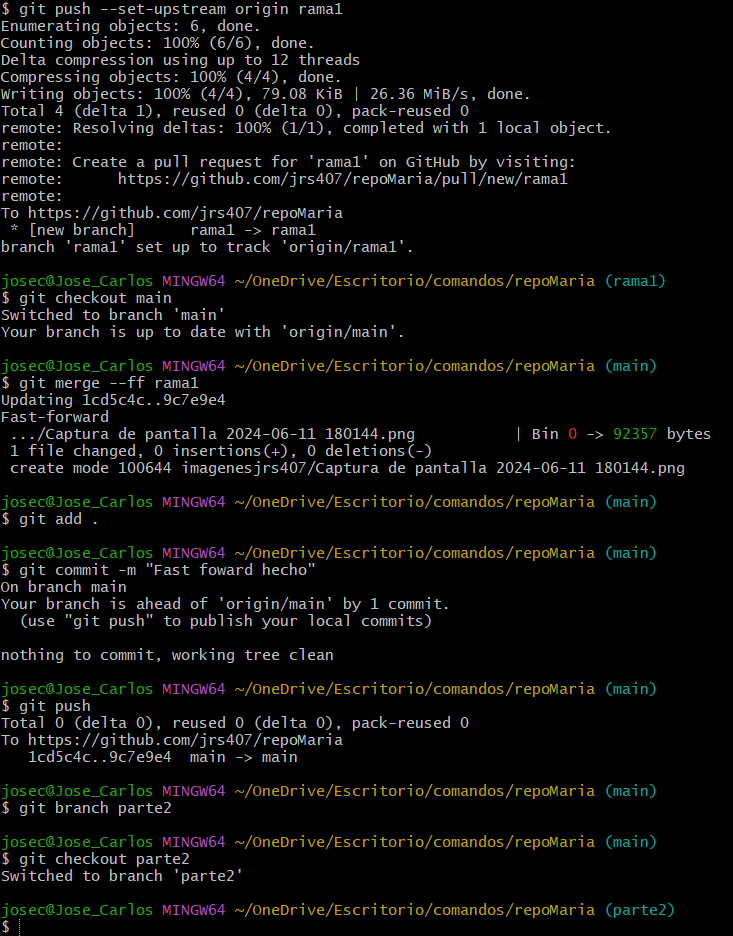 $ git push --set-upstream origin rama1
Enumerating objects: 6, done.
Counting objects: 100% (6/6), done.
Delta compression using up to 12 threads
Compressing objects: 100% (4/4), done.
Writing objects: 100% (4/4), 79.08 KiB | 26.36 MiB/s, done.
Total 4 (delta 1), reused 0 (delta 0), pack-reused 0
remote: Resolving deltas: 100% (1/1), completed with 1 local object.
remote:
remote: Create a pull request for 'rama1' on GitHub by visiting:
remote:      https://github.com/jrs407/repoMaria/pull/new/rama1
remote:
To https://github.com/jrs407/repoMaria
 * [new branch]      rama1 -> rama1
branch 'rama1' set up to track 'origin/rama1'.
josec@Jose_Carlos MINGW64 ~/OneDrive/Escritorio/comandos/repoMaria (rama1)
$ git checkout main
Switched to branch 'main'
Your branch is up to date with 'origin/main'.
josec@Jose_Carlos MINGW64 ~/OneDrive/Escritorio/comandos/repoMaria (main)
$ git merge --ff rama1
Updating 1cd5c4c..9c7e9e4
Fast-forward
 .../Captura de pantalla 2024-06-11 180144.png           | Bin 0 -> 92357 bytes
 1 file changed, 0 insertions(+), 0 deletions(-)
 create mode 100644 imagenesjrs407/Captura de pantalla 2024-06-11 180144.png
josec@Jose_Carlos MINGW64 ~/OneDrive/Escritorio/comandos/repoMaria (main)
$ git add .
josec@Jose_Carlos MINGW64 ~/OneDrive/Escritorio/comandos/repoMaria (main)
$ git commit -m "Fast foward hecho"
On branch main
Your branch is ahead of 'origin/main' by 1 commit.
  (use "git push" to publish your local commits)
nothing to commit, working tree clean
josec@Jose_Carlos MINGW64 ~/OneDrive/Escritorio/comandos/repoMaria (main)
$ git push
Total 0 (delta 0), reused 0 (delta 0), pack-reused 0
To https://github.com/jrs407/repoMaria
   1cd5c4c..9c7e9e4  main -> main
josec@Jose_Carlos MINGW64 ~/OneDrive/Escritorio/comandos/repoMaria (main)
$ git branch parte2
josec@Jose_Carlos MINGW64 ~/OneDrive/Escritorio/comandos/repoMaria (main)
$ git checkout parte2
Switched to branch 'parte2'
josec@Jose_Carlos MINGW64 ~/OneDrive/Escritorio/comandos/repoMaria (parte2)
$